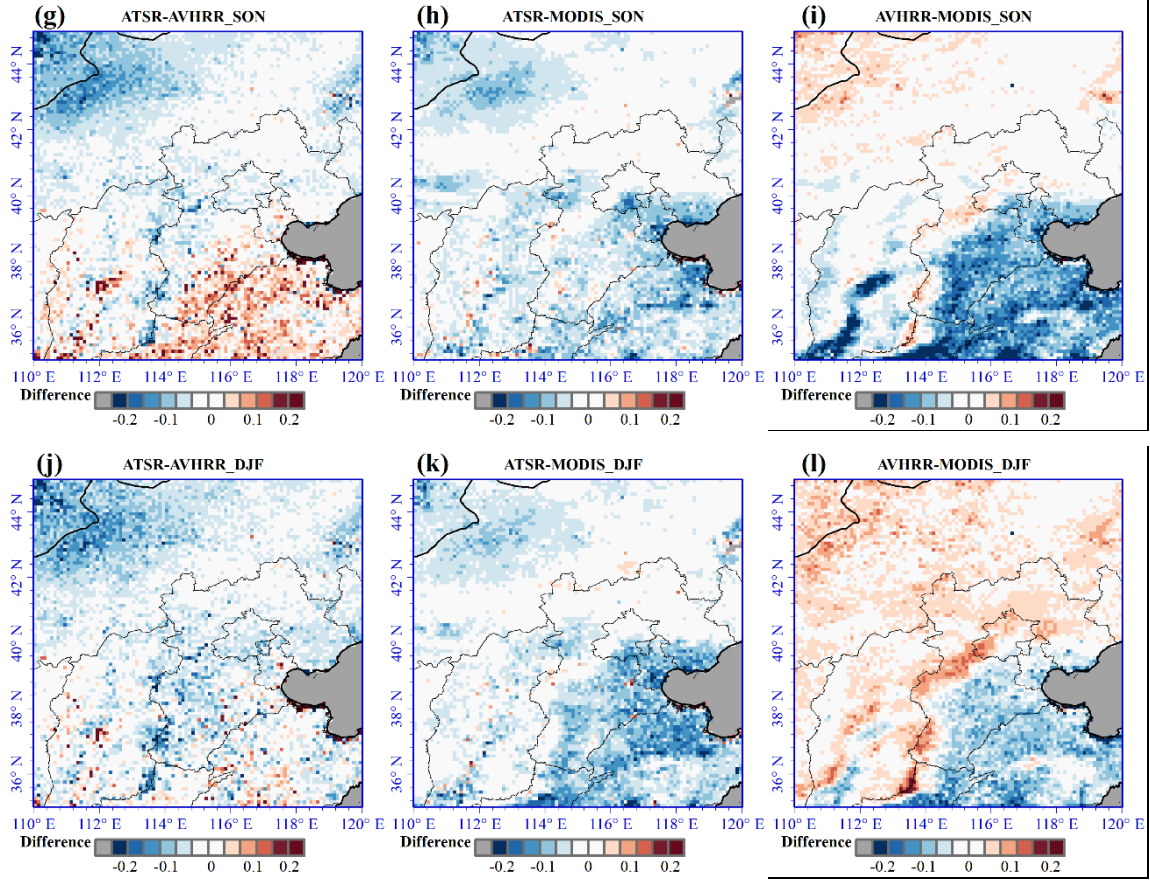 (g) ATSR-AVHRR_SON
(h) ATSR-MODIS_SON
(i) AVHRR-MODIS_SON
44° N
42° N
40° N
38° N
36° N
44° N
42° N
40° N
38° N
36° N
44° N
42° N
40° N
38° N
36° N
110° E 112° E 114° E 116° E 118° E 120° E
110° E 112° E 114° E 116° E 118° E 120° E
110° E 112° E 114° E 116° E 118° E 120° E
Difference -0.2 -0.1 0 0.1 0.2
Difference -0.2 -0.1 0 0.1 0.2
Difference -0.2 -0.1 0 0.1 0.2
(j) ATSR-AVHRR_DJF
(k) ATSR-MODIS_DJF
(l) AVHRR-MODIS_DJF
44° N
42° N
40° N
38° N
36° N
44° N
42° N
40° N
38° N
36° N
44° N
42° N
40° N
38° N
36° N
110° E 112° E 114° E 116° E 118° E 120° E
110° E 112° E 114° E 116° E 118° E 120° E
110° E 112° E 114° E 116° E 118° E 120° E
Difference -0.2 -0.1 0 0.1 0.2
Difference -0.2 -0.1 0 0.1 0.2
Difference -0.2 -0.1 0 0.1 0.2